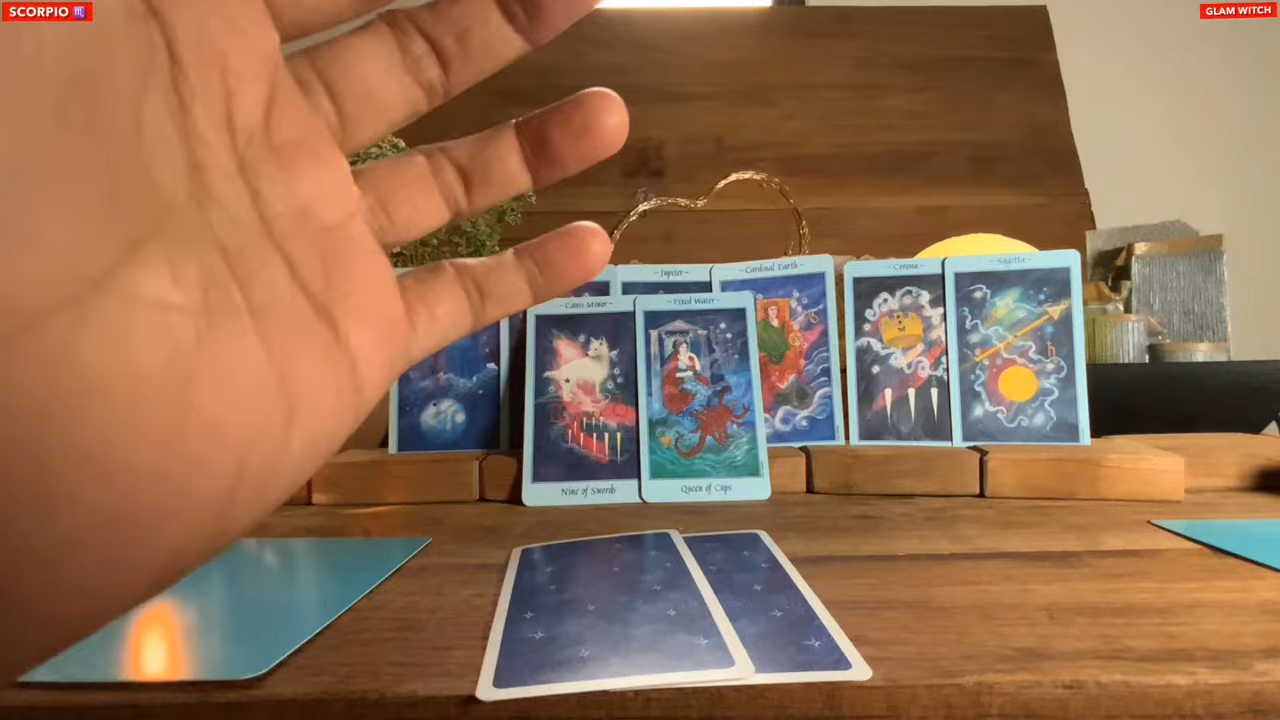 SCORPIO ♏
GLAM WITCH
~ Jupiter ~
~ Cardinal Earth ~
~ Corona ~
~ Sagitta ~
~ Canis Minor ~
~ Fixed Water ~
Nine of Swords
Queen of Cups